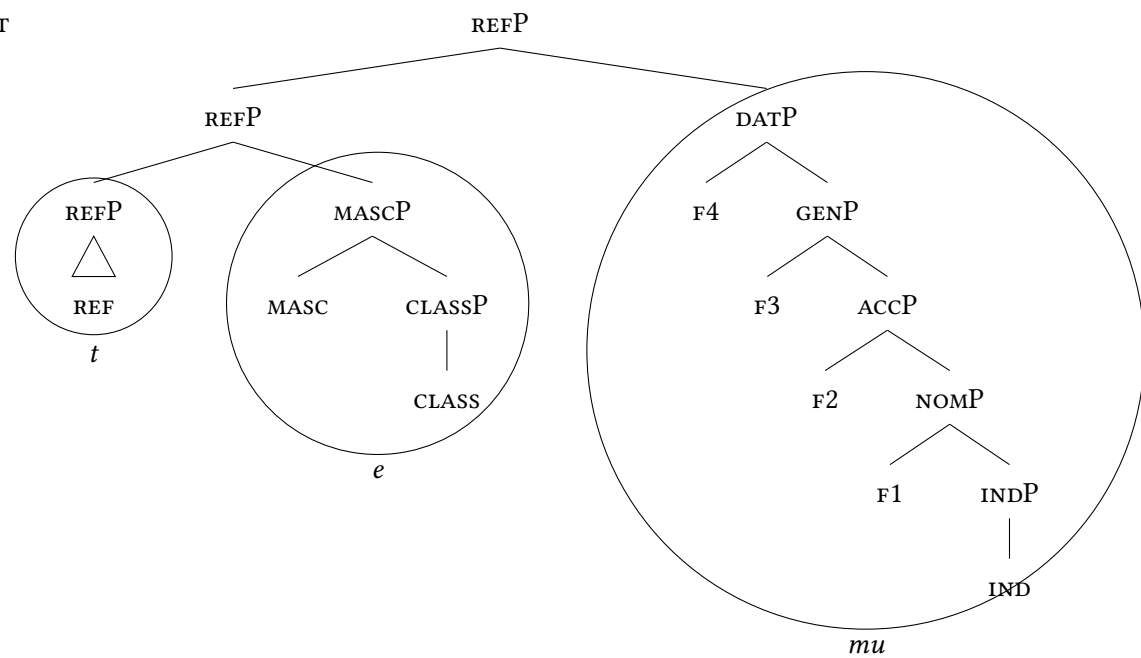 T REFP
REFP DATP
REFP MASCP F4 GENP
REF MASC CLASSP F3 ACCP
t
CLASS F2 NOMP
e
F1 INDP
IND
mu